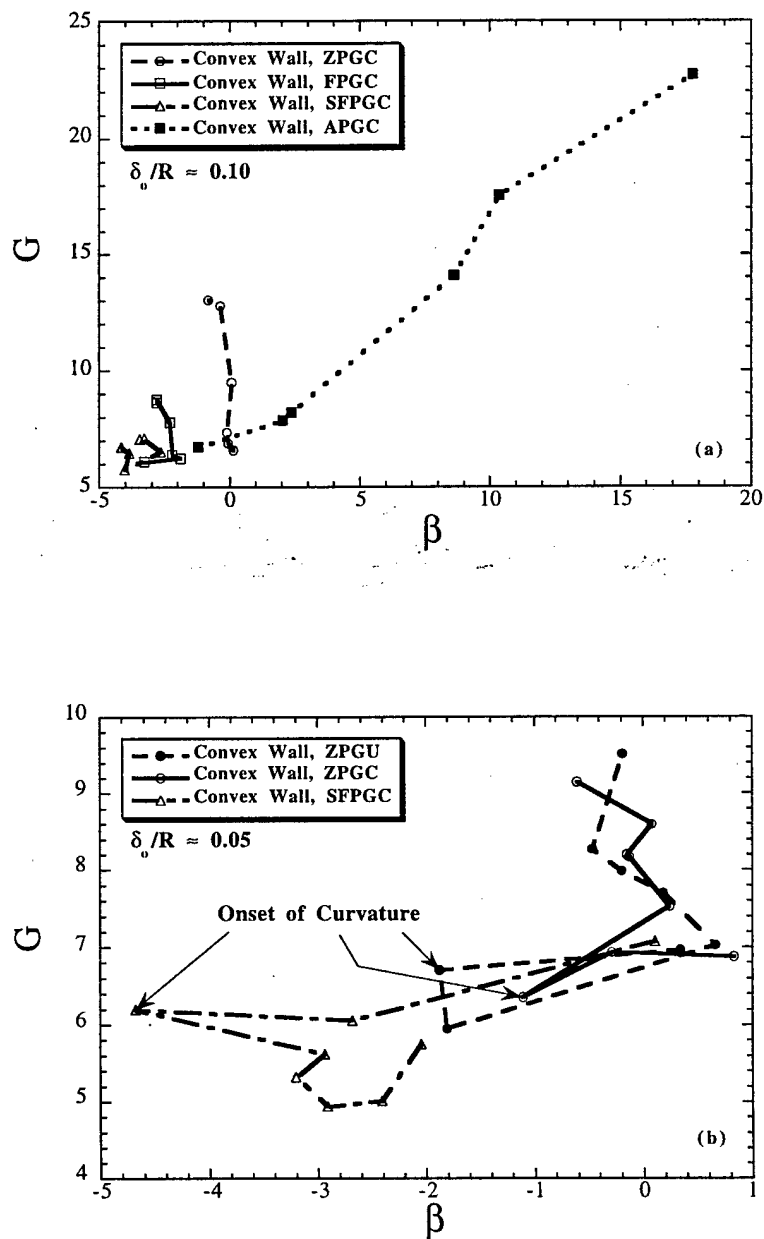 25
20
15
10
5
G
Convex Wall, ZPGC
Convex Wall, FPGC
Convex Wall, SFPGC
Convex Wall, APGC
δo/R ≈ 0.10
(a)
-5 0 5 10 15 20
β
10
9
8
7
6
5
4
G
Convex Wall, ZPGU
Convex Wall, ZPGC
Convex Wall, SFPGC
δo/R ≈ 0.05
Onset of Curvature
(b)
-5 -4 -3 -2 -1 0 1
β